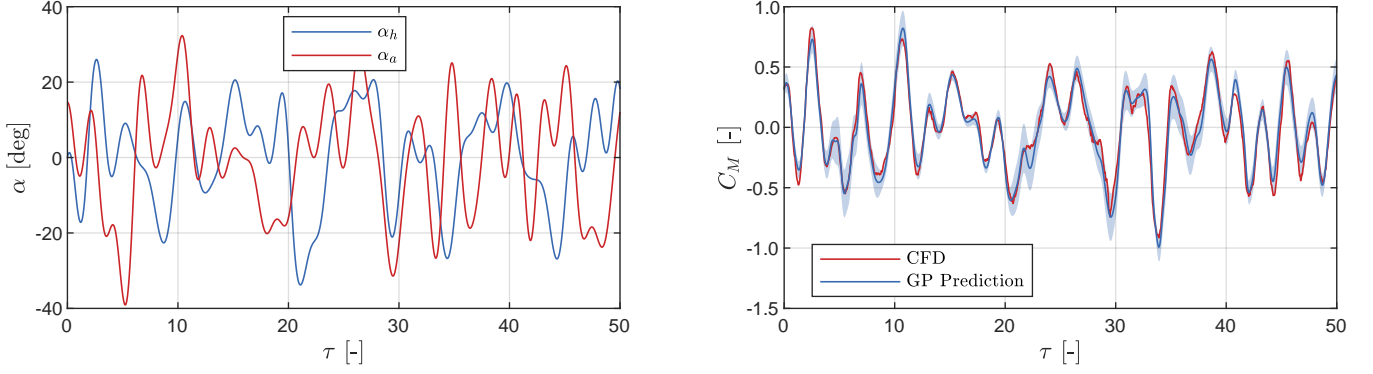 40
20
0
-20
-40
α [deg]
0 10 20 30 40 50
τ [-]
α_h
α_a
1.0
0.5
0.0
-0.5
-1.0
-1.5
C_M [-]
0 10 20 30 40 50
τ [-]
CFD
GP Prediction